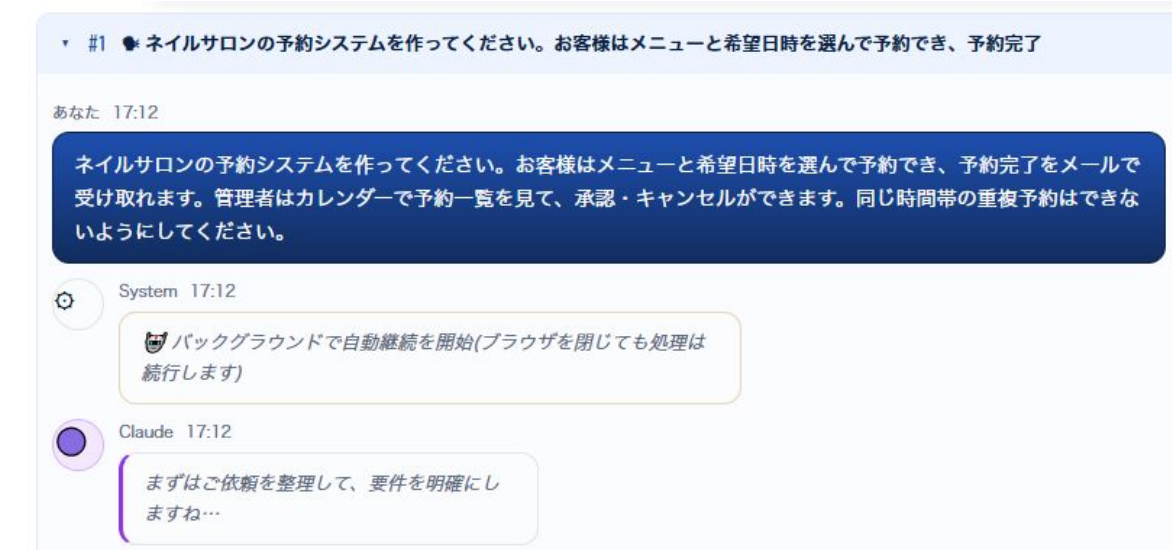 ▼ #1 🗣 ネイルサロンの予約システムを作ってください。お客様はメニューと希望日時を選んで予約でき、予約完了
あなた 17:12
ネイルサロンの予約システムを作ってください。お客様はメニューと希望日時を選んで予約でき、予約完了をメールで
受け取れます。管理者はカレンダーで予約一覧を見て、承認・キャンセルができます。同じ時間帯の重複予約はできな
いようにしてください。
System 17:12
🤖 バックグラウンドで自動継続を開始(ブラウザを閉じても処理は
続行します)
Claude 17:12
まずはご依頼を整理して、要件を明確にし
ますね…